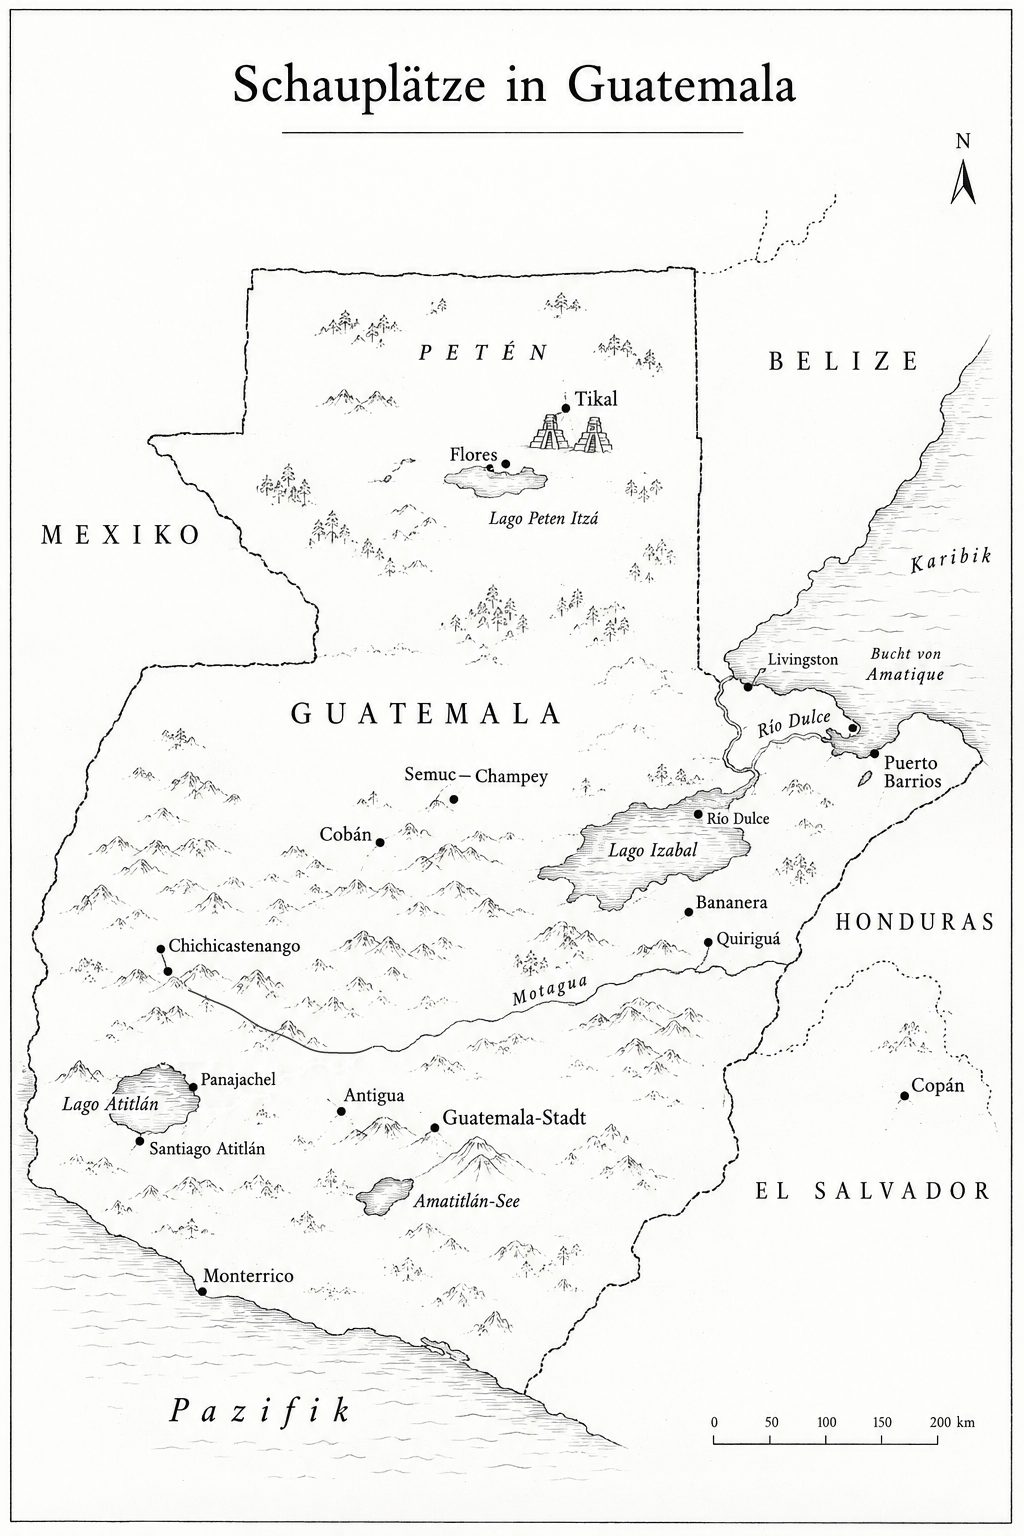 Schauplätze in Guatemala
N
PETÉN
BELIZE
Tikal
Flores
Lago Peten Itzá
MEXIKO
Karibik
Livingston
Bucht von
Amatique
GUATEMALA
Río Dulce
Puerto
Barrios
Semuc – Champey
Río Dulce
Cobán
Lago Izabal
Bananera
HONDURAS
Quiriguá
Chichicastenango
Motagua
Panajachel
Copán
Lago Atitlán
Antigua
Guatemala-Stadt
Santiago Atitlán
EL SALVADOR
Amatitlán-See
Monterrico
Pazifik
0 50 100 150 200 km